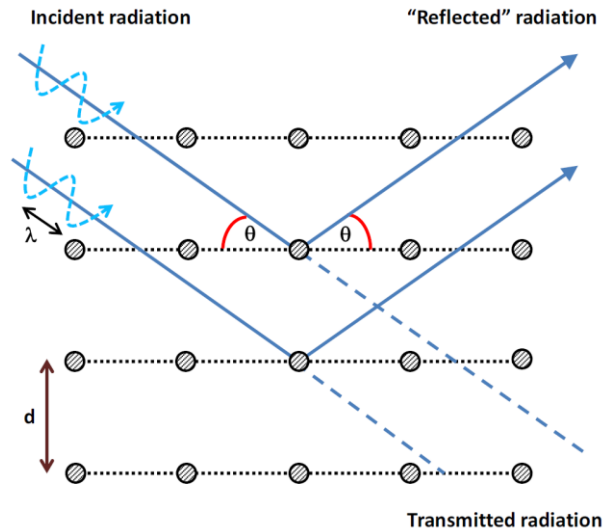 Incident radiation
“Reflected” radiation
λ
θ
θ
d
Transmitted radiation